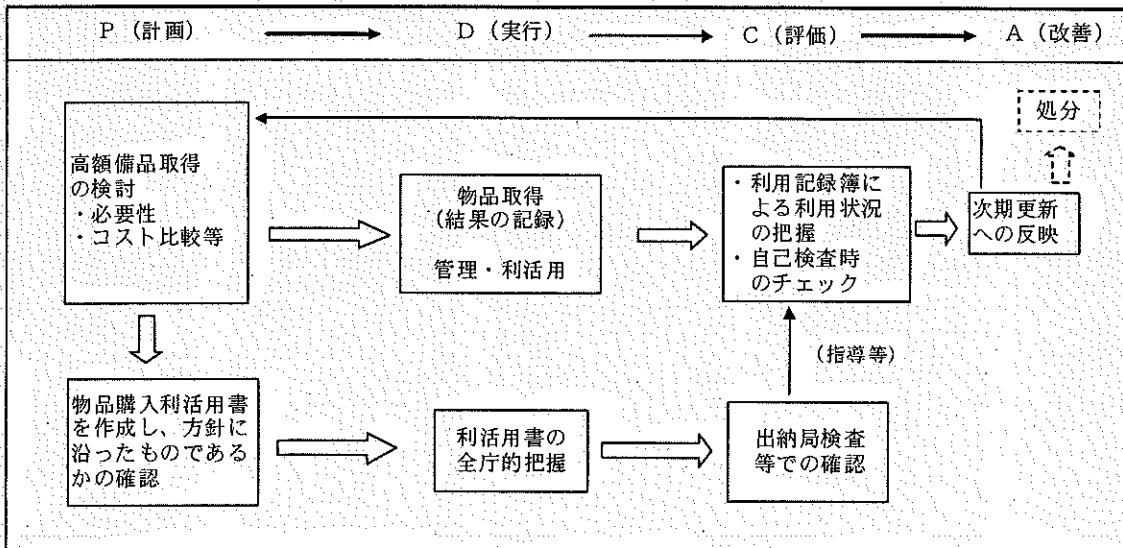 P（計画）
D（実行）
C（評価）
A（改善）
処分
高額備品取得
の検討
・必要性
・コスト比較等
物品取得
（結果の記録）
管理・利活用
・利用記録簿に
よる利用状況
の把握
・自己検査時
のチェック
次期更新
への反映
（指導等）
物品購入利活用書
を作成し、方針に
沿ったものである
かの確認
利活用書の
全庁的把握
出納局検査
等での確認